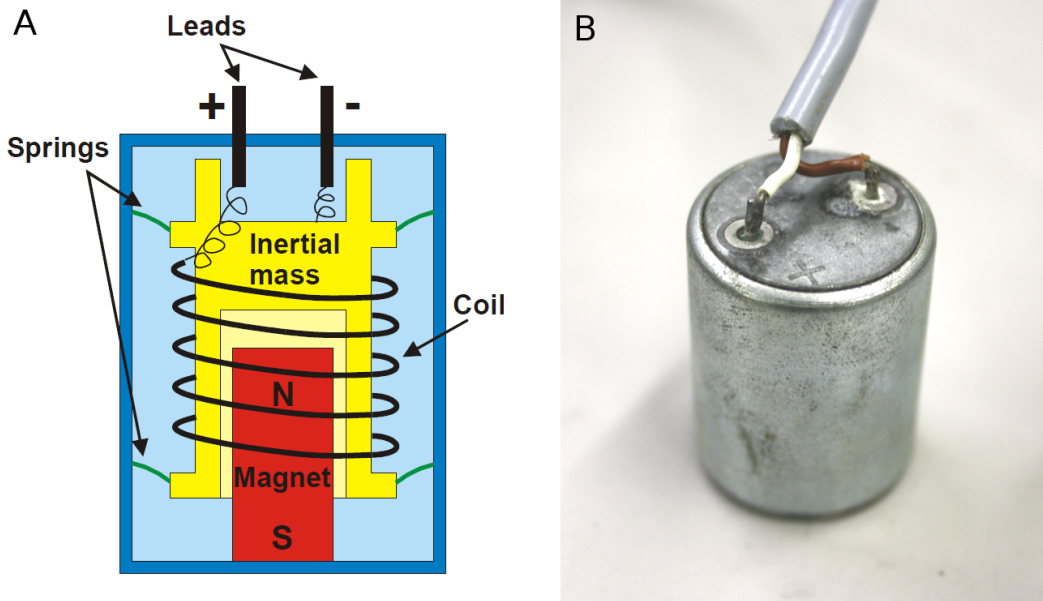 A
Leads
+
-
Springs
Inertial
mass
Coil
N
Magnet
S
B
+